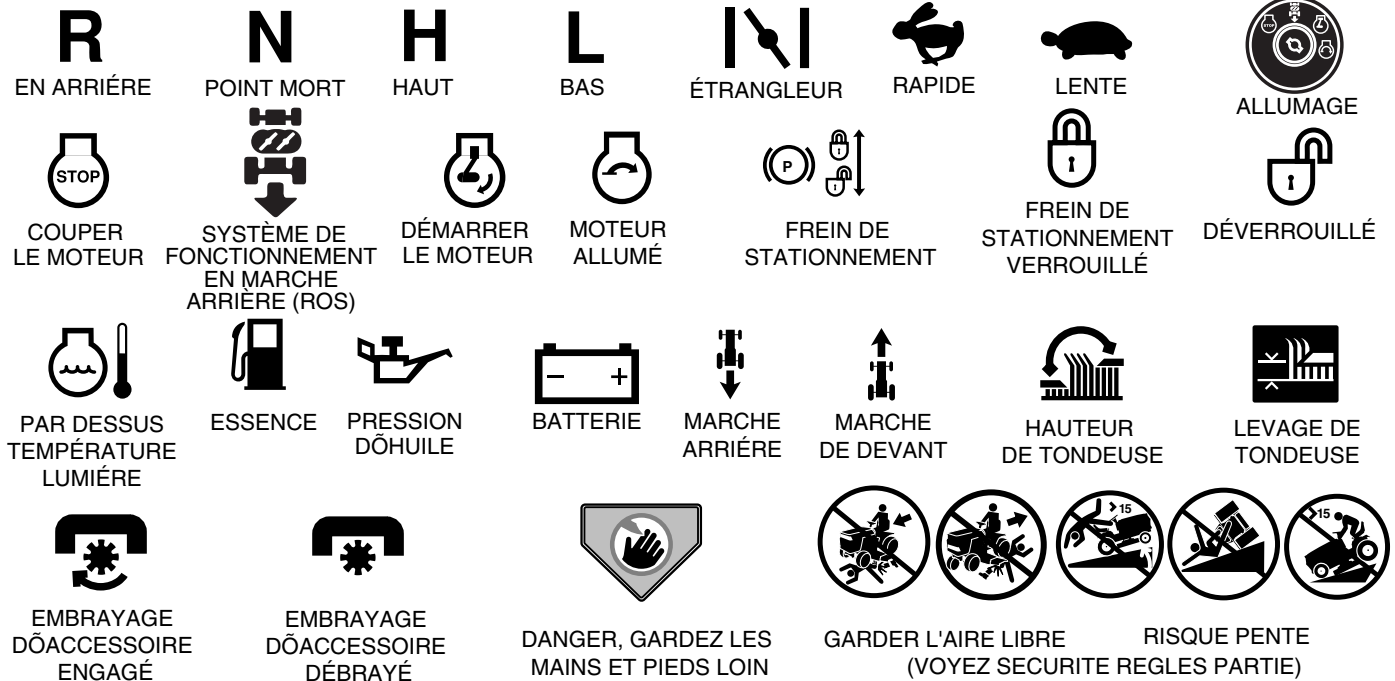 R
N
H
L
EN ARRIÉRE
POINT MORT
HAUT
BAS
ÉTRANGLEUR
RAPIDE
LENTE
STOP
ALLUMAGE
STOP
COUPER
LE MOTEUR
SYSTÈME DE
FONCTIONNEMENT
EN MARCHE
ARRIÈRE (ROS)
DÉMARRER
LE MOTEUR
MOTEUR
ALLUMÉ
P
FREIN DE
STATIONNEMENT
FREIN DE
STATIONNEMENT
VERROUILLÉ
DÉVERROUILLÉ
PAR DESSUS
TEMPÉRATURE
LUMIÉRE
ESSENCE
PRESSION
DÕHUILE
- +
BATTERIE
MARCHE
ARRIÉRE
MARCHE
DE DEVANT
HAUTEUR
DE TONDEUSE
LEVAGE DE
TONDEUSE
EMBRAYAGE
DÕACCESSOIRE
ENGAGÉ
EMBRAYAGE
DÕACCESSOIRE
DÉBRAYÉ
DANGER, GARDEZ LES
MAINS ET PIEDS LOIN
>15
>15
GARDER L'AIRE LIBRE
RISQUE PENTE
(VOYEZ SECURITE REGLES PARTIE)